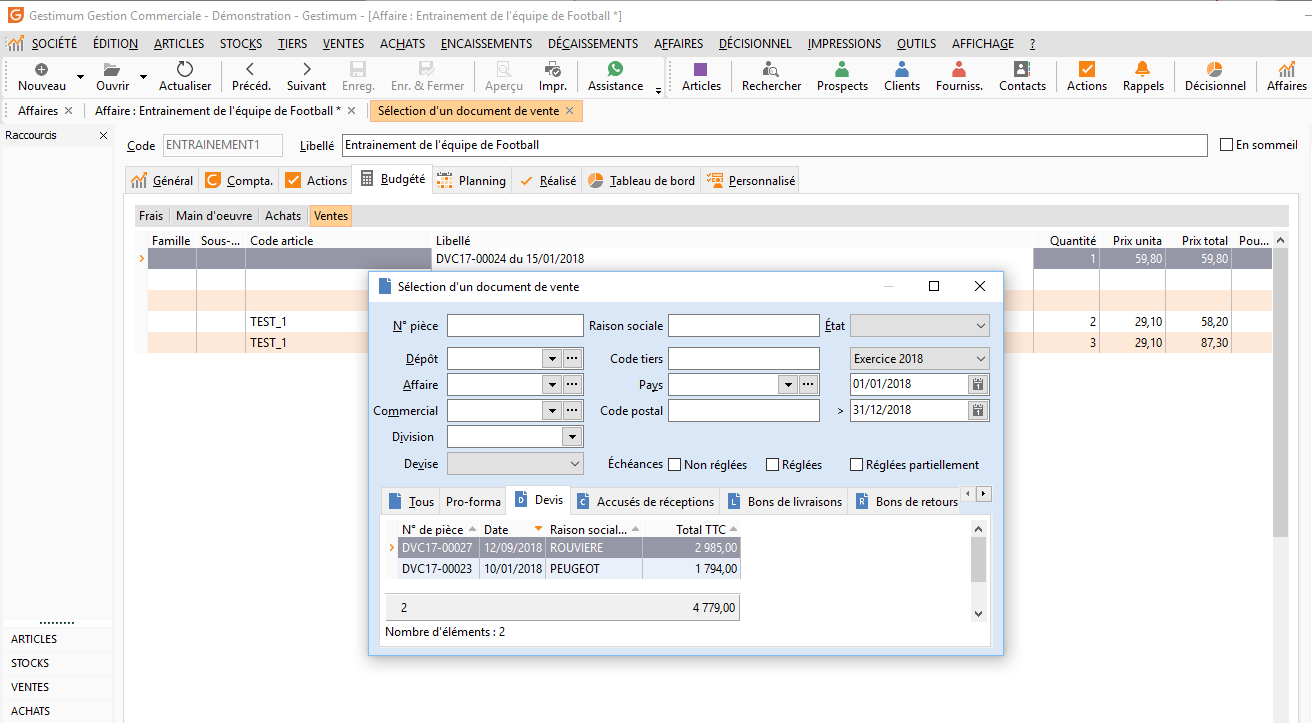 Gestimum Gestion Commerciale - Démonstration - Gestimum - [Affaire : Entrainement de l'équipe de Football *]
SOCIÉTÉ ÉDITION ARTICLES STOCKS TIERS VENTES ACHATS ENCAISSEMENTS DÉCAISSEMENTS AFFAIRES DÉCISIONNEL IMPRESSIONS OUTILS AFFICHAGE ?
Nouveau Ouvrir Actualiser Précéd. Suivant Enreg. Enr. & Fermer Aperçu Impr. Assistance Articles Rechercher Prospects Clients Fourniss. Contacts Actions Rappels Décisionnel Affaires
Affaires Affaire : Entrainement de l'équipe de Football * Sélection d'un document de vente
Raccourcis
Code ENTRAINEMENT1 Libellé Entrainement de l'équipe de Football En sommeil
Général Compta. Actions Budgété Planning Réalisé Tableau de bord Personnalisé
Frais Main d'oeuvre Achats Ventes
Famille Sous-... Code article Libellé Quantité Prix unita Prix total Pou...
DVC17-00024 du 15/01/2018 1 59,80 59,80
TEST_1 2 29,10 58,20
TEST_1 3 29,10 87,30
Sélection d'un document de vente
N° pièce Raison sociale État
Dépôt Code tiers Exercice 2018
Affaire Pays 01/01/2018
Commercial Code postal > 31/12/2018
Division
Devise Échéances Non réglées Réglées Réglées partiellement
Tous Pro-forma D Devis C Accusés de réceptions L Bons de livraisons R Bons de retours
N° de pièce Date Raison social... Total TTC
DVC17-00027 12/09/2018 ROUVIERE 2 985,00
DVC17-00023 10/01/2018 PEUGEOT 1 794,00
2 4 779,00
Nombre d'éléments : 2
ARTICLES
STOCKS
VENTES
ACHATS